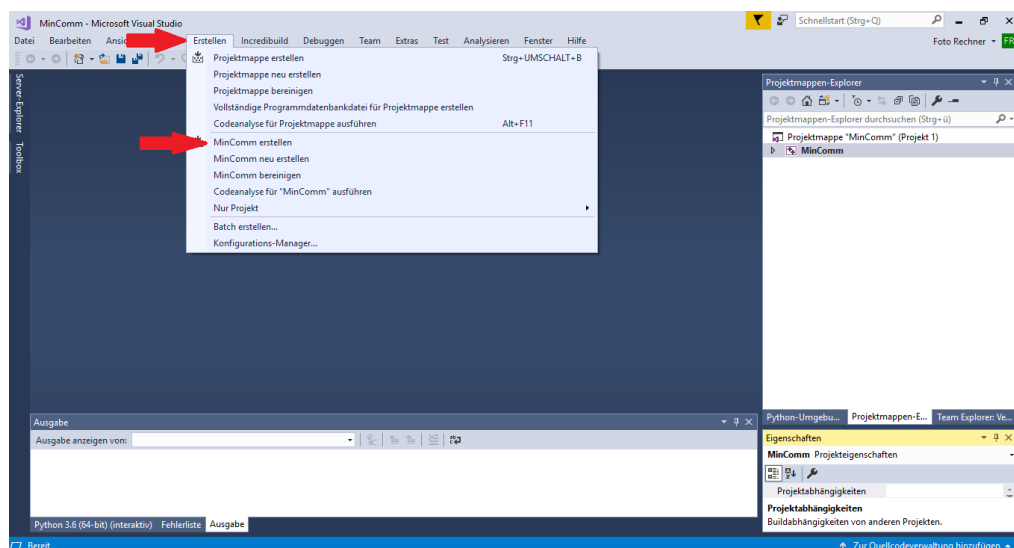 MinComm - Microsoft Visual Studio
Schnellstart (Strg+Q)
Datei Bearbeiten Erstellen Incredibuild Debuggen Team Extras Test Analysieren Fenster Hilfe
Foto Rechner FR
Projektmappe erstellen Strg+UMSCHALT+B
Projektmappe neu erstellen
Projektmappe bereinigen
Vollständige Programmdatenbankdatei für Projektmappe erstellen
Codeanalyse für Projektmappe ausführen Alt+F11
MinComm erstellen
MinComm neu erstellen
MinComm bereinigen
Codeanalyse für "MinComm" ausführen
Nur Projekt
Batch erstellen...
Konfigurations-Manager...
Server-Explorer
Toolbox
Projektmappen-Explorer
Projektmappen-Explorer durchsuchen (Strg+ü)
Projektmappe "MinComm" (Projekt 1)
MinComm
Python-Umgebu... Projektmappen-E... Team Explorer: Ve...
Ausgabe
Ausgabe anzeigen von:
Python 3.6 (64-bit) (interaktiv) Fehlerliste Ausgabe
Eigenschaften
MinComm Projekteigenschaften
Projektabhängigkeiten
Projektabhängigkeiten
Buildabhängigkeiten von anderen Projekten.
Bereit
Zur Quellcodeverwaltung hinzufügen